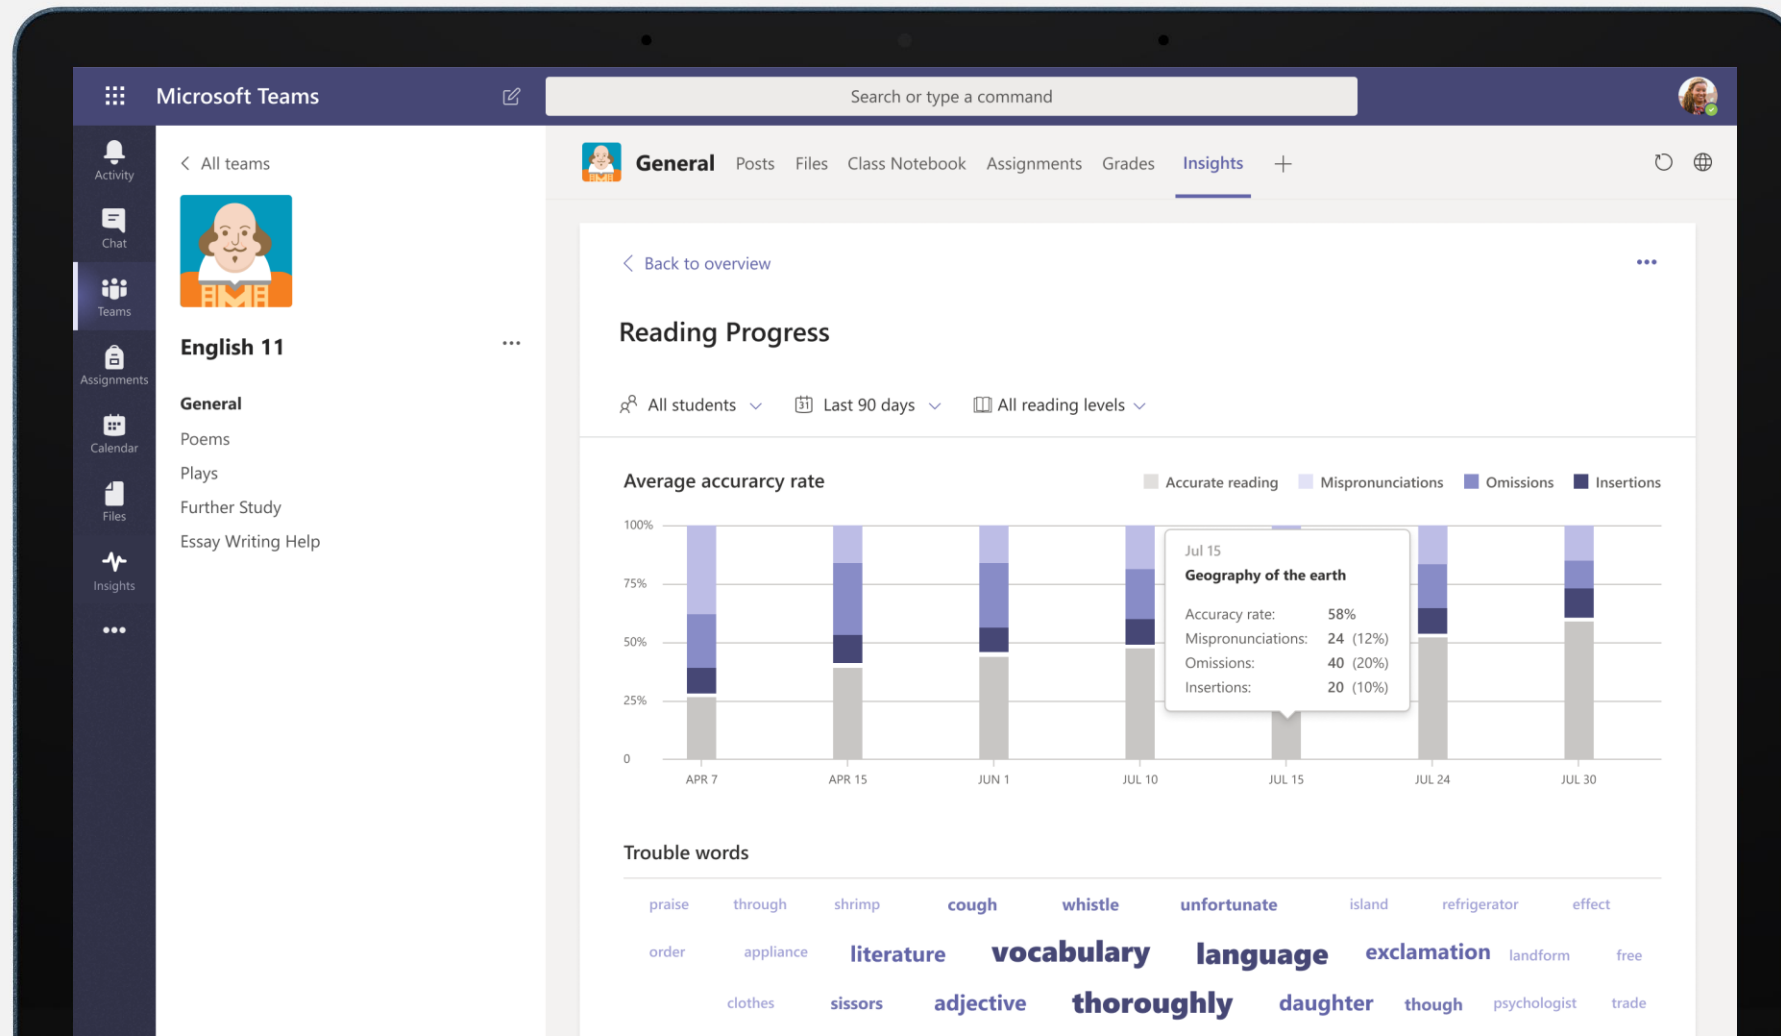 Microsoft Teams
Search or type a command
Activity
Chat
Teams
Assignments
Calendar
Files
Insights
All teams
English 11
General
Poems
Plays
Further Study
Essay Writing Help
General Posts Files Class Notebook Assignments Grades Insights
Back to overview
Reading Progress
All students 31 Last 90 days All reading levels
Average accurarcy rate
Accurate reading Mispronunciations Omissions Insertions
100%
75%
50%
25%
0
Jul 15
Geography of the earth
Accuracy rate: 58%
Mispronunciations: 24 (12%)
Omissions: 40 (20%)
Insertions: 20 (10%)
APR 7 APR 15 JUN 1 JUL 10 JUL 15 JUL 24 JUL 30
Trouble words
praise through shrimp cough whistle unfortunate island refrigerator effect
order appliance literature vocabulary language exclamation landform free
clothes sissors adjective thoroughly daughter though psychologist trade